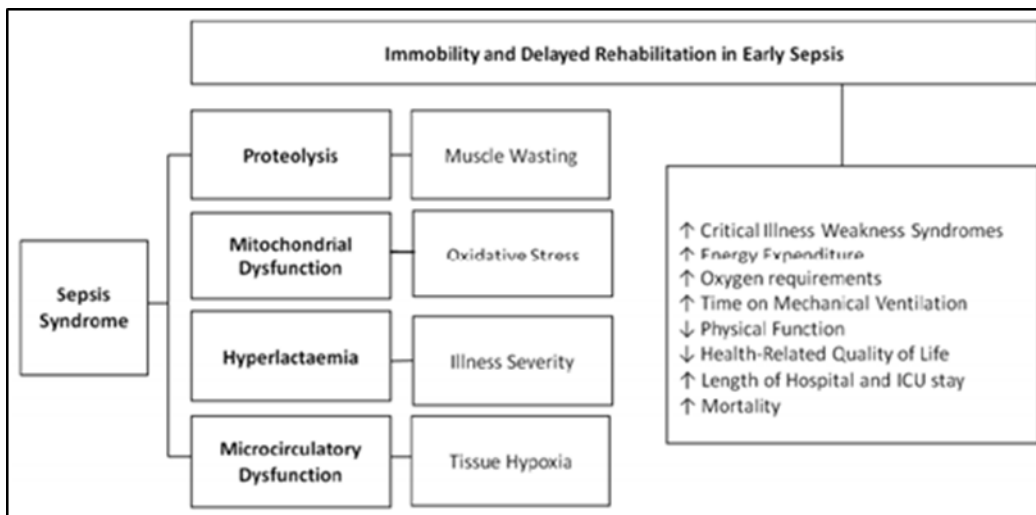 Immobility and Delayed Rehabilitation in Early Sepsis
Sepsis
Syndrome
Proteolysis
Muscle Wasting
Mitochondrial
Dysfunction
Oxidative Stress
Hyperlactaemia
Illness Severity
Microcirculatory
Dysfunction
Tissue Hypoxia
↑ Critical Illness Weakness Syndromes
↑ Energy Expenditure
↑ Oxygen requirements
↑ Time on Mechanical Ventilation
↓ Physical Function
↓ Health-Related Quality of Life
↑ Length of Hospital and ICU stay
↑ Mortality